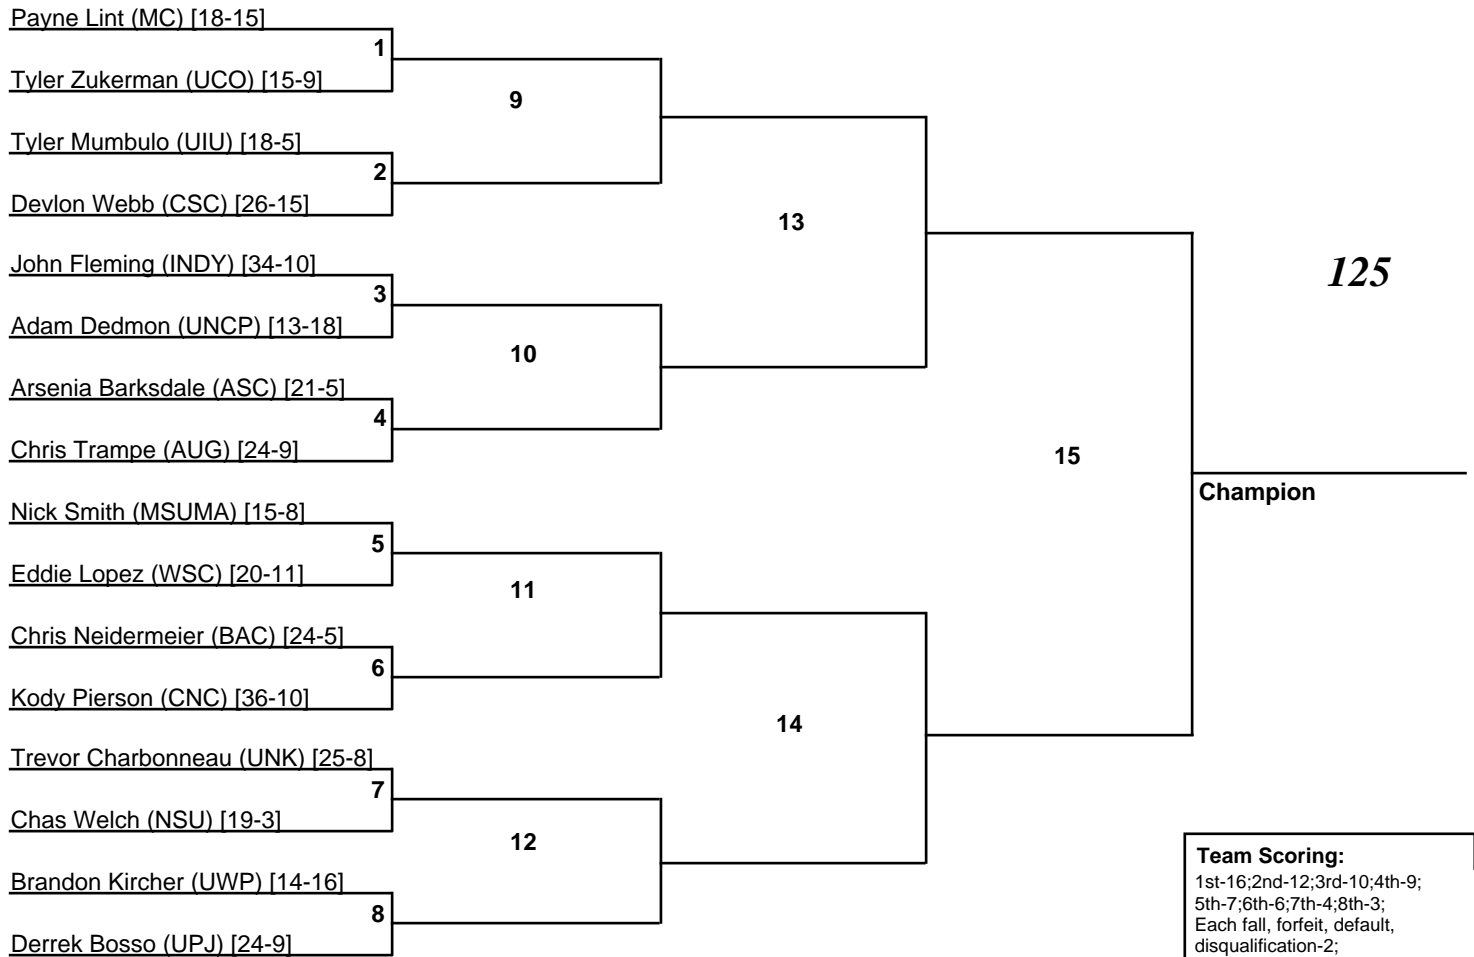 Payne Lint (MC) [18-15]
1
Tyler Zukerman (UCO) [15-9]
9
Tyler Mumbulo (UIU) [18-5]
2
Devlon Webb (CSC) [26-15]
13
John Fleming (INDY) [34-10]
125
3
Adam Dedmon (UNCP) [13-18]
10
Arsenia Barksdale (ASC) [21-5]
4
Chris Trampe (AUG) [24-9]
15
Champion
Nick Smith (MSUMA) [15-8]
5
Eddie Lopez (WSC) [20-11]
11
Chris Neidermeier (BAC) [24-5]
6
Kody Pierson (CNC) [36-10]
14
Trevor Charbonneau (UNK) [25-8]
7
Chas Welch (NSU) [19-3]
12
Brandon Kircher (UWP) [14-16]
8
Derrek Bosso (UPJ) [24-9]
Team Scoring:
1st-16;2nd-12;3rd-10;4th-9;
5th-7;6th-6;7th-4;8th-3;
Each fall, forfeit, default,
disqualification-2;